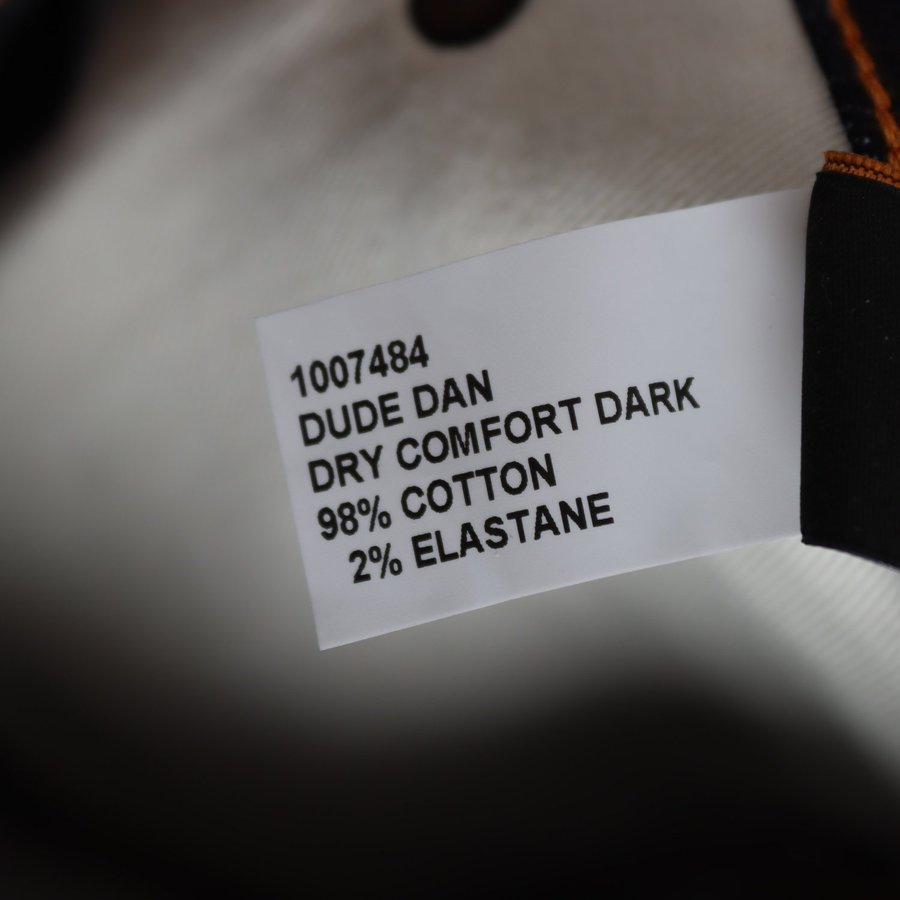 1007484
DUDE DAN
DRY COMFORT DARK
98% COTTON
2% ELASTANE